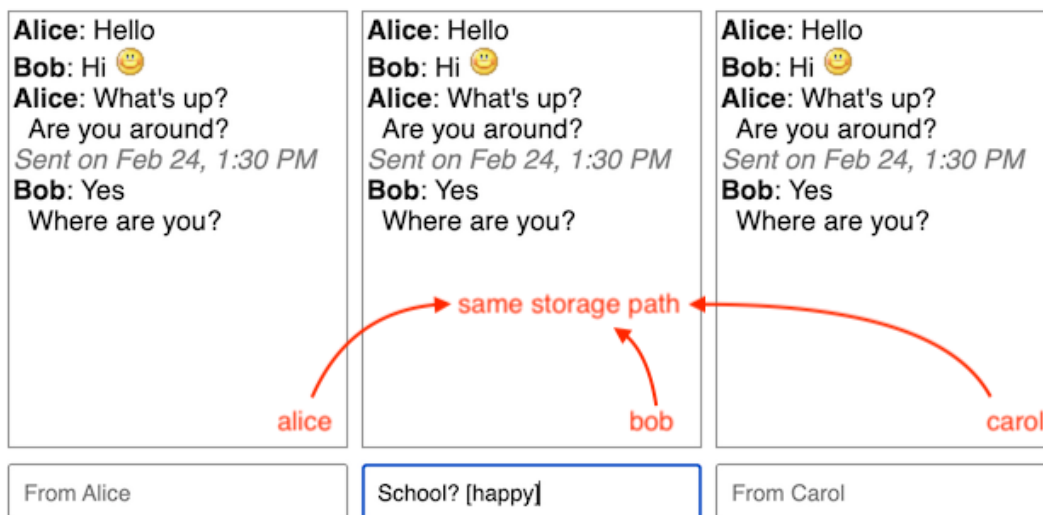 Alice: Hello
Bob: Hi
Alice: What's up?
Are you around?
Sent on Feb 24, 1:30 PM
Bob: Yes
Where are you?
alice
From Alice
Alice: Hello
Bob: Hi
Alice: What's up?
Are you around?
Sent on Feb 24, 1:30 PM
Bob: Yes
Where are you?
same storage path
bob
School? [happy]
Alice: Hello
Bob: Hi
Alice: What's up?
Are you around?
Sent on Feb 24, 1:30 PM
Bob: Yes
Where are you?
carol
From Carol